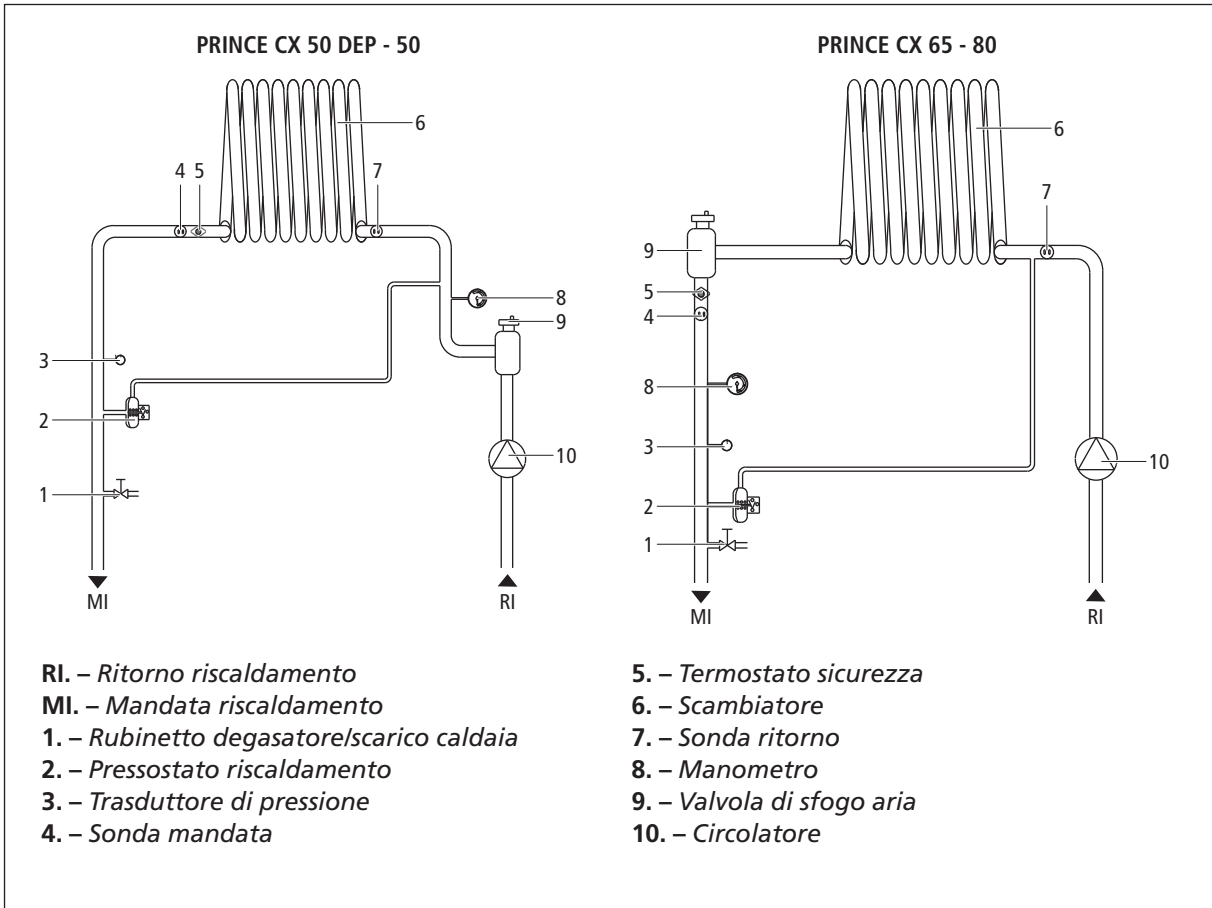 PRINCE CX 50 DEP - 50
6
4 5
7
8
9
3
2
10
1
MI
RI
PRINCE CX 65 - 80
6
7
9
5
4
8
3
10
2
1
MI
RI
RI. – Ritorno riscaldamento
MI. – Mandata riscaldamento
1. – Rubinetto degasatore/scarico caldaia
2. – Pressostato riscaldamento
3. – Trasduttore di pressione
4. – Sonda mandata
5. – Termostato sicurezza
6. – Scambiatore
7. – Sonda ritorno
8. – Manometro
9. – Valvola di sfogo aria
10. – Circolatore